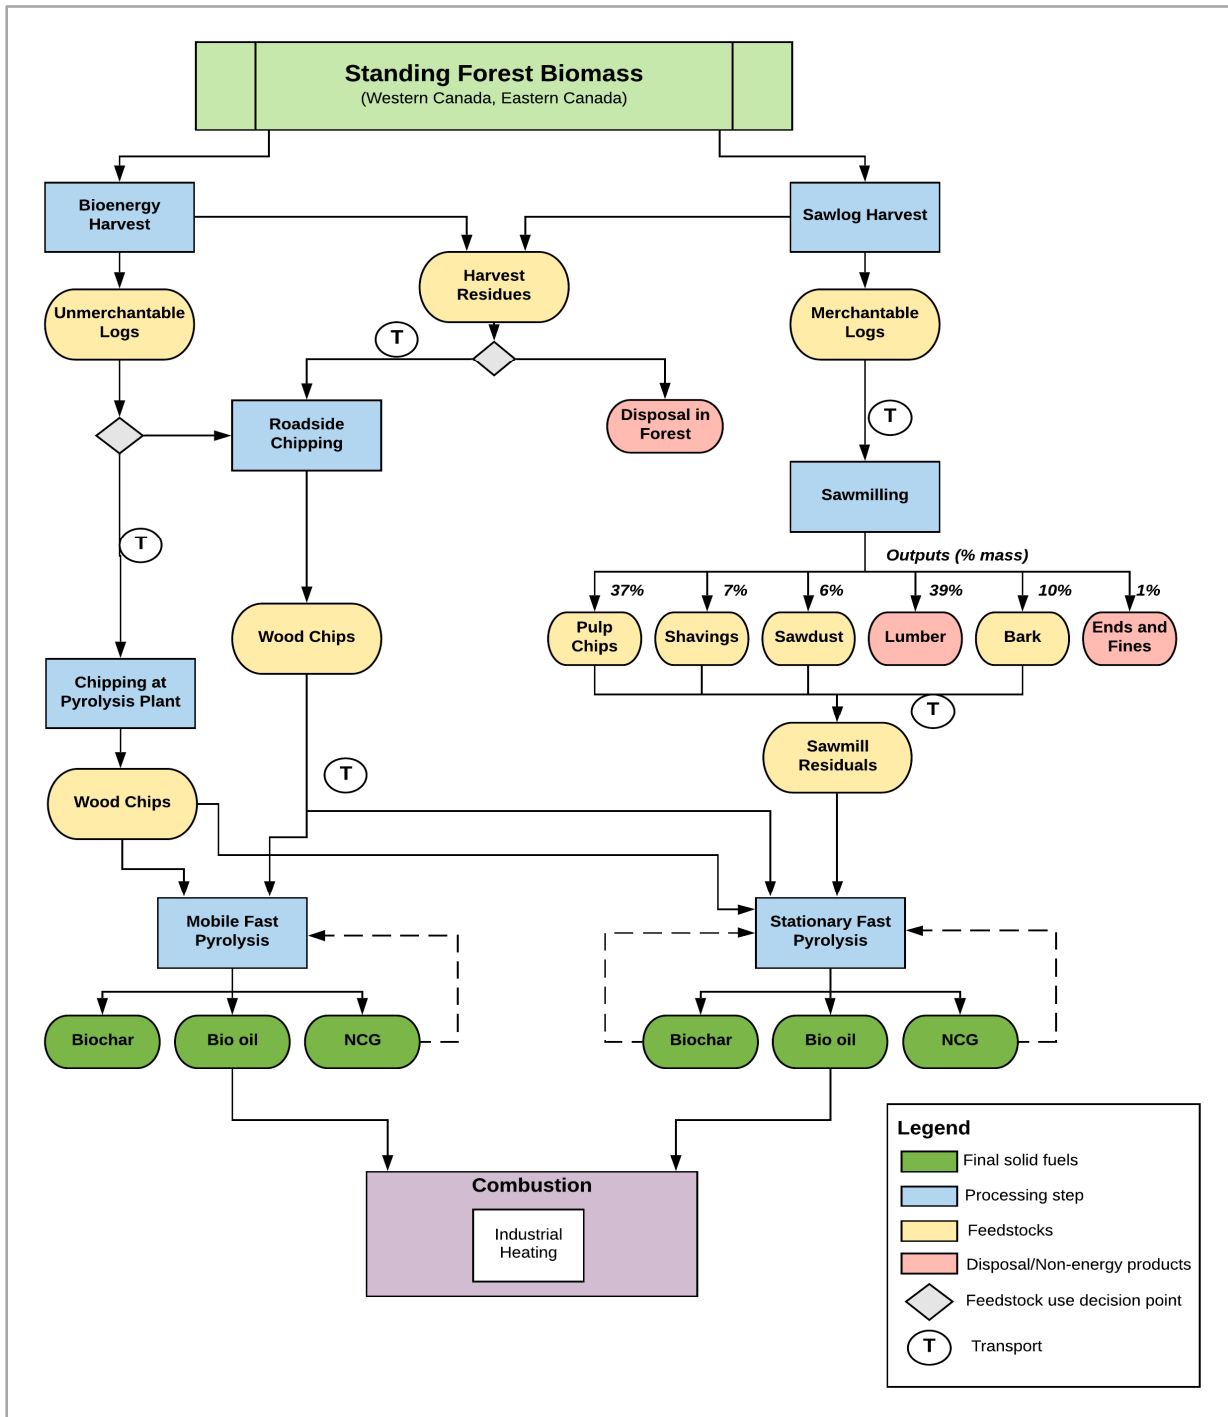 Standing Forest Biomass
(Western Canada, Eastern Canada)
Bioenergy
Harvest
Sawlog Harvest
Harvest
Residues
Unmerchantable
Logs
Merchantable
Logs
T
Roadside
Chipping
Disposal in
Forest
T
Sawmilling
T
Outputs (% mass)
37%
7%
6%
39%
10%
1%
Pulp
Chips
Shavings
Sawdust
Lumber
Bark
Ends and
Fines
Wood Chips
Chipping at
Pyrolysis Plant
T
Sawmill
Residuals
T
Wood Chips
Mobile Fast
Pyrolysis
Stationary Fast
Pyrolysis
Biochar
Bio oil
NCG
Biochar
Bio oil
NCG
Combustion
Industrial
Heating
Legend
Final solid fuels
Processing step
Feedstocks
Disposal/Non-energy products
Feedstock use decision point
T
Transport